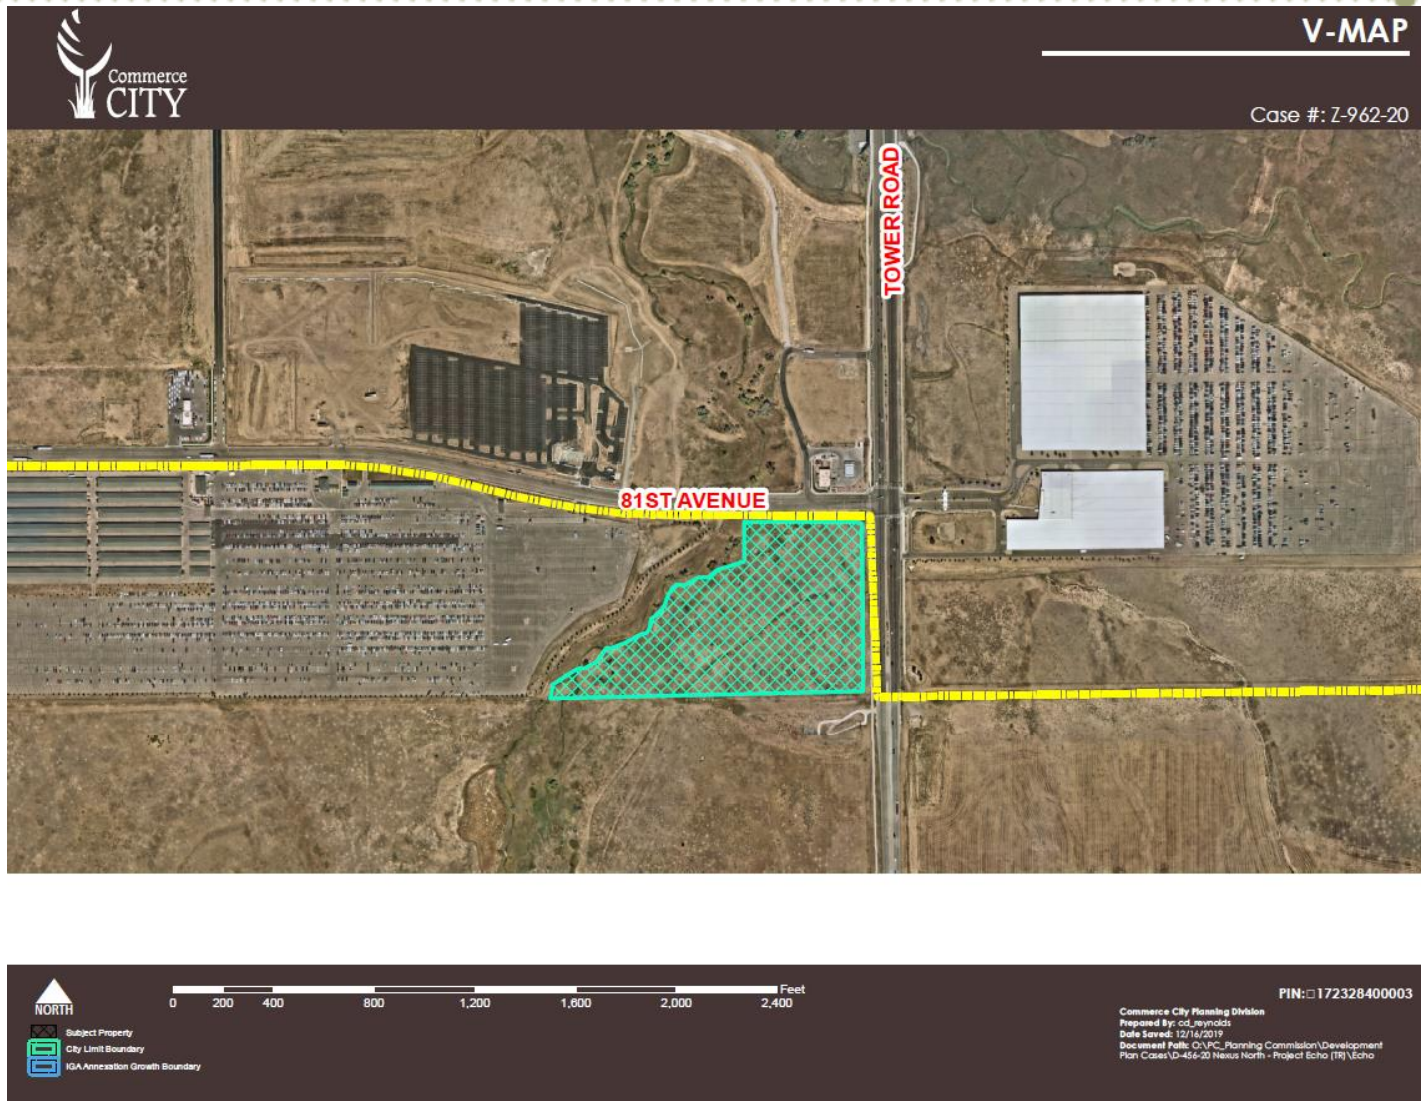 V-MAP
Commerce
CITY
Case #: Z-962-20
TOWER ROAD
81ST AVENUE
Feet
0 200 400 800 1,200 1,600 2,000 2,400
NORTH
Subject Property
City Limit Boundary
IGA Annexation Growth Boundary
PIN:□172328400003
Commerce City Planning Division
Prepared By: cd_reynolds
Date Saved: 12/16/2019
Document Path: O:\PC_Planning Commission\Development
Plan Cases\D-456-20 Nexus North - Project Echo (TR)\Echo